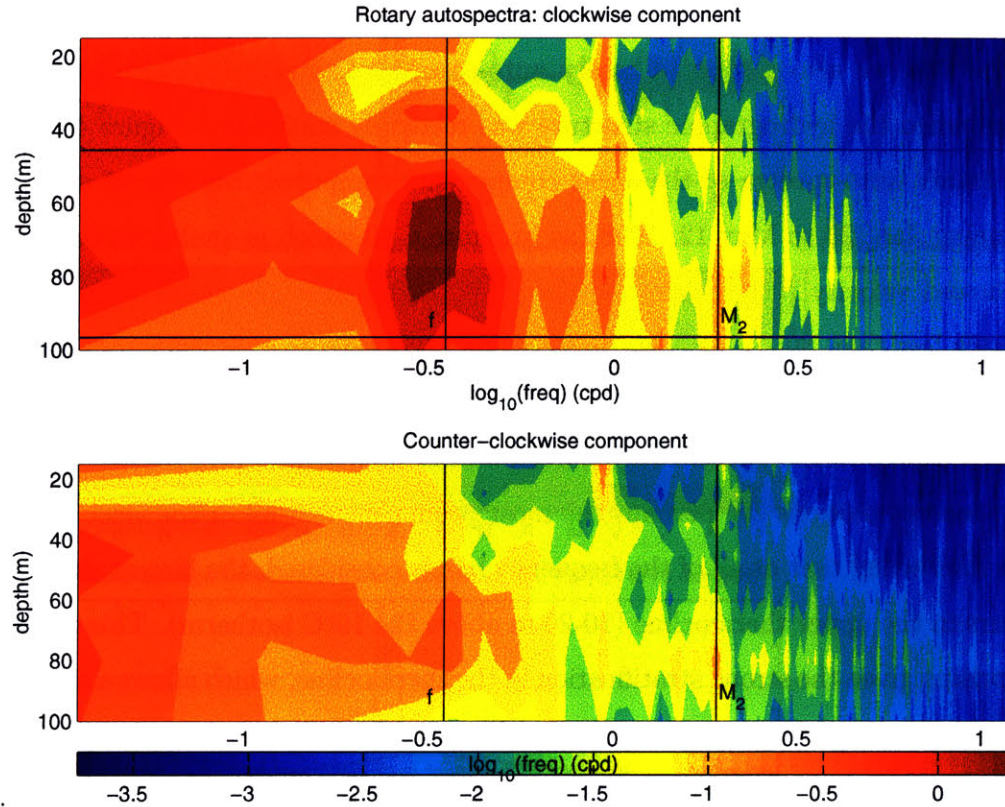 Rotary autospectra: clockwise component
20
40
60
80
100
depth(m)
f
M2
−1 −0.5 0 0.5 1
log10(freq) (cpd)
Counter−clockwise component
20
40
60
80
100
depth(m)
f
M2
−1 −0.5 0 0.5 1
log10(freq) (cpd)
−3.5 −3 −2.5 −2 −1.5 −1 −0.5 0